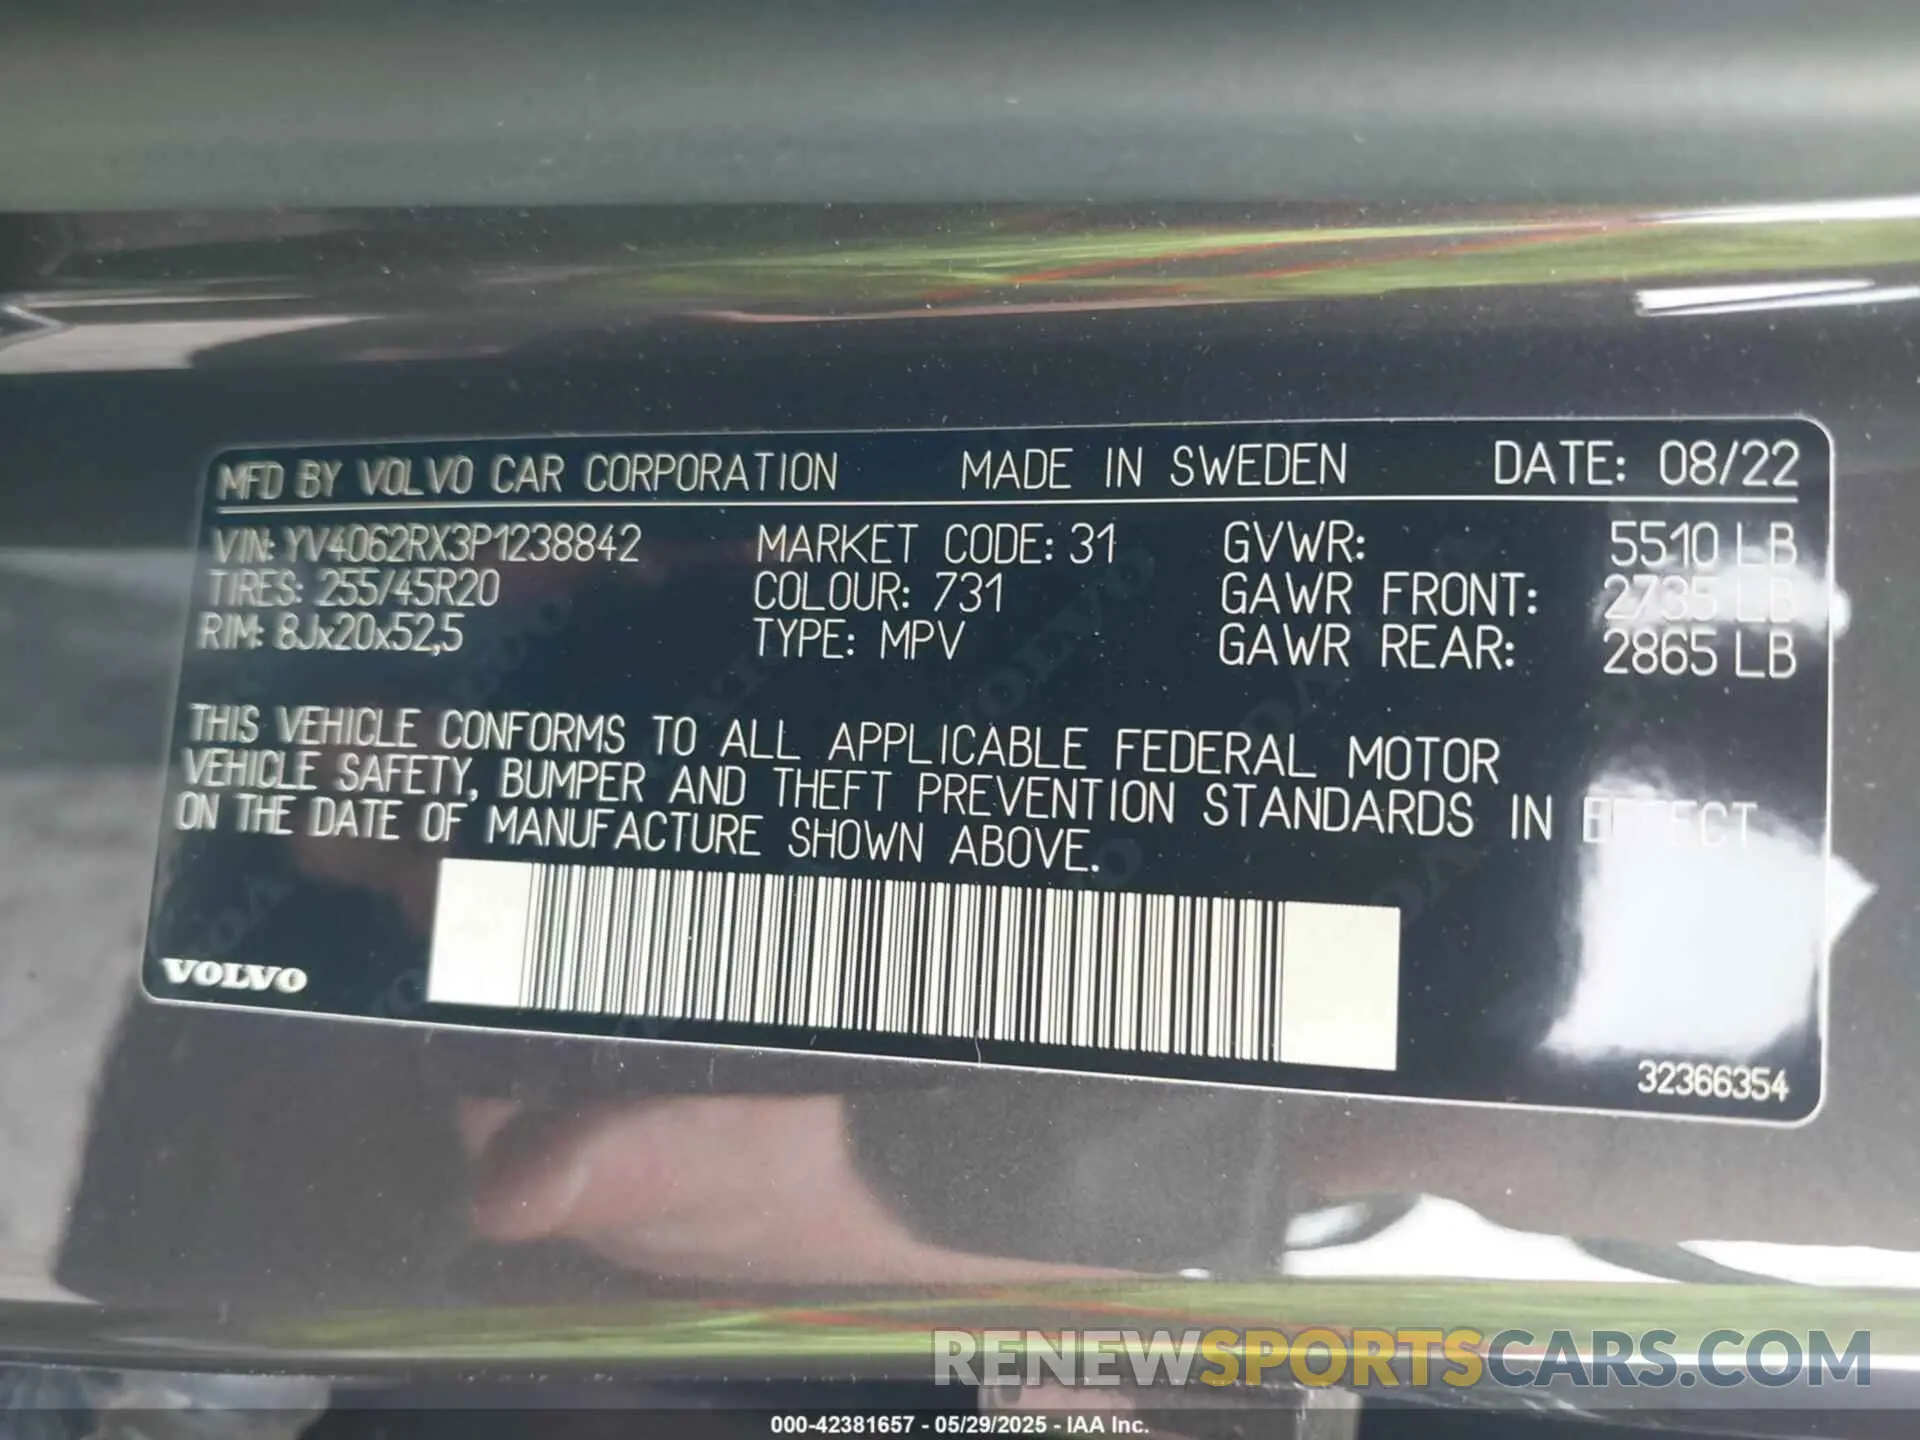 MFD BY VOLVO CAR CORPORATION MADE IN SWEDEN DATE: 08/22
VIN: YV4062RX3P1238842 MARKET CODE: 31 GVWR: 5510 LB
TIRES: 255/45R20 COLOUR: 731 GAWR FRONT: 2735 LB
RIM: 8Jx20x52,5 TYPE: MPV GAWR REAR: 2865 LB
THIS VEHICLE CONFORMS TO ALL APPLICABLE FEDERAL MOTOR
VEHICLE SAFETY, BUMPER AND THEFT PREVENTION STANDARDS IN EFFECT
ON THE DATE OF MANUFACTURE SHOWN ABOVE.
VOLVO
32366354
RENEWSPORTSCARS.COM
000-42381657 - 05/29/2025 - IAA Inc.